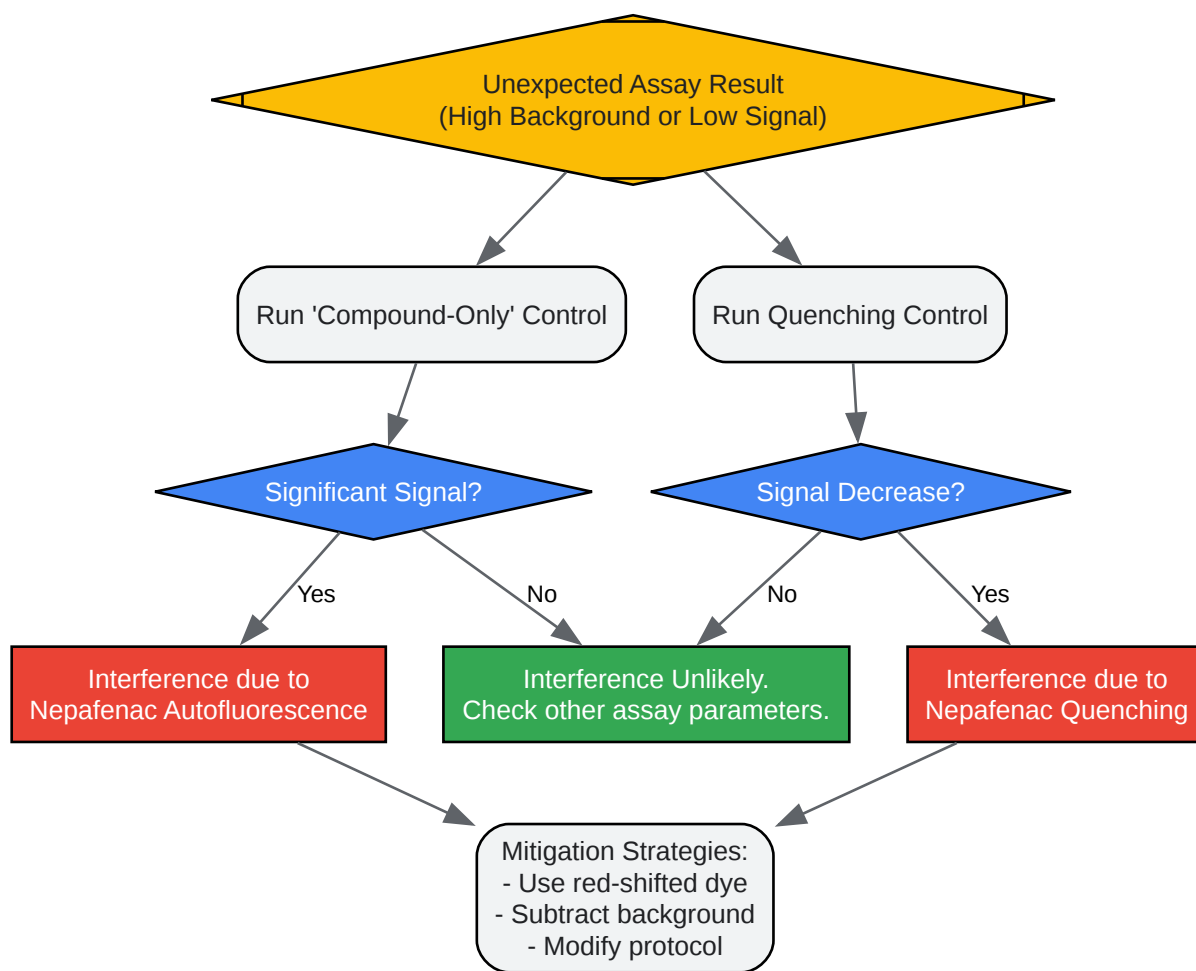 Unexpected Assay Result
(High Background or Low Signal)
Run 'Compound-Only' Control
Run Quenching Control
Significant Signal?
Signal Decrease?
Yes
No
No
Yes
Interference due to
Nepafenac Autofluorescence
Interference Unlikely.
Check other assay parameters.
Interference due to
Nepafenac Quenching
Mitigation Strategies:
- Use red-shifted dye
- Subtract background
- Modify protocol